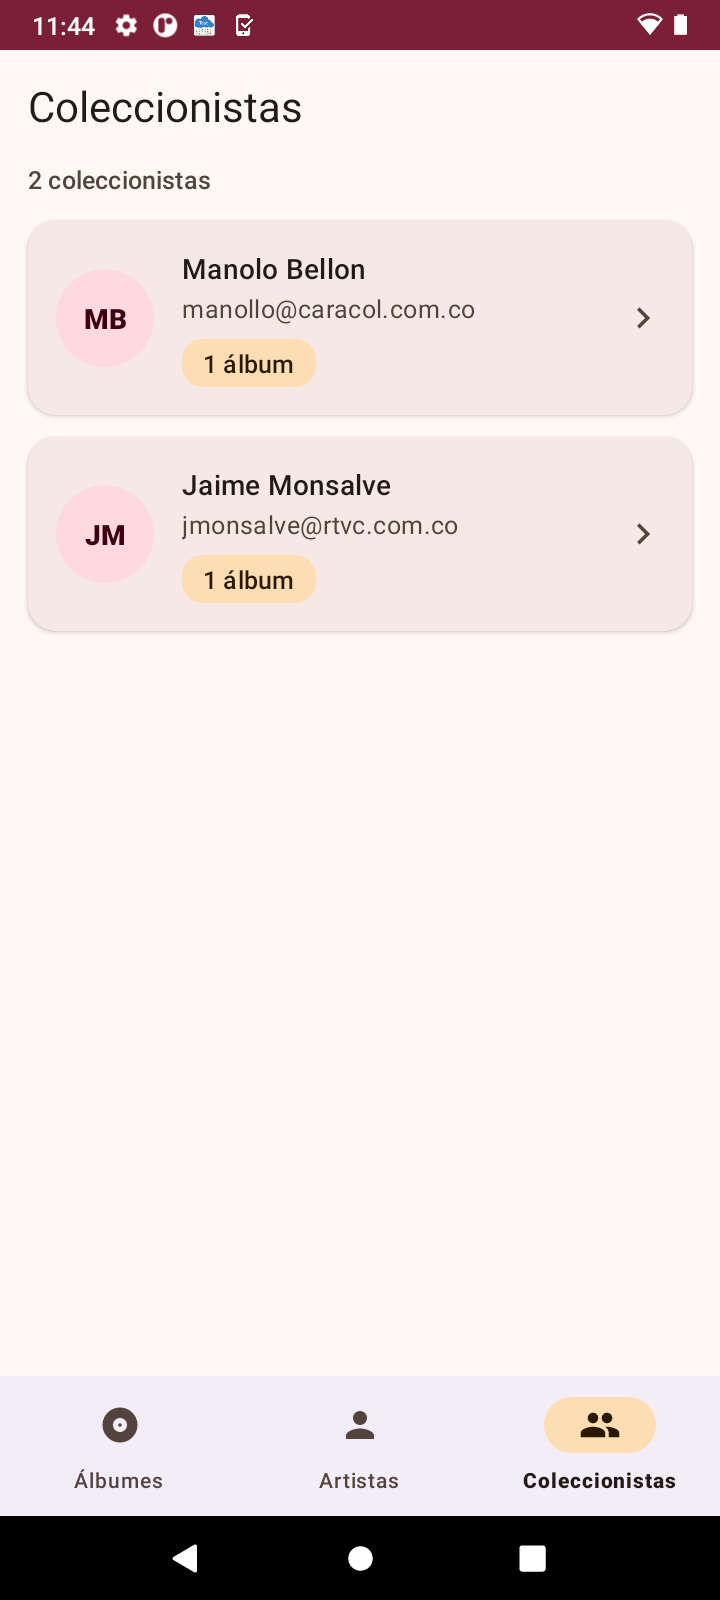 11:44
Coleccionistas
2 coleccionistas
MB
Manolo Bellon
manollo@caracol.com.co
1 álbum
JM
Jaime Monsalve
jmonsalve@rtvc.com.co
1 álbum
Álbumes
Artistas
Coleccionistas